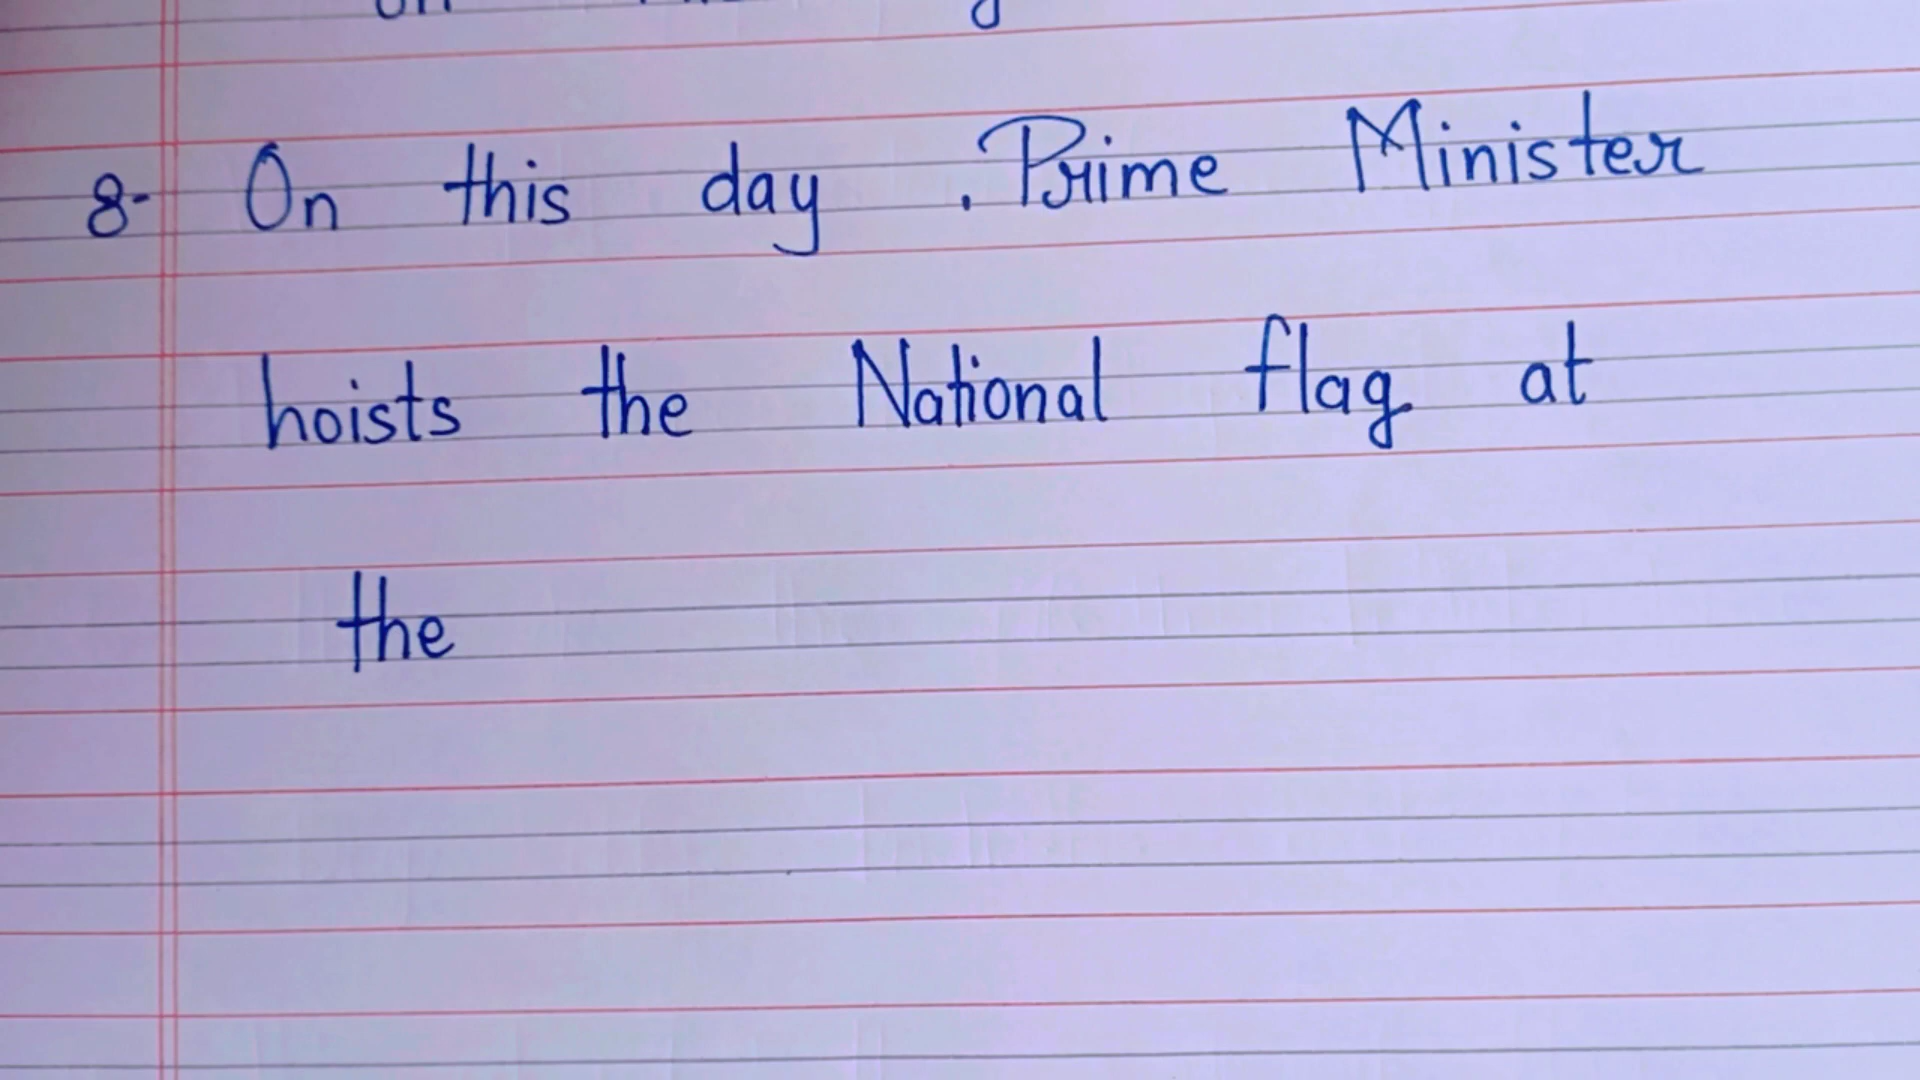 8- On this day . Prime Minister
hoists the National flag at
the